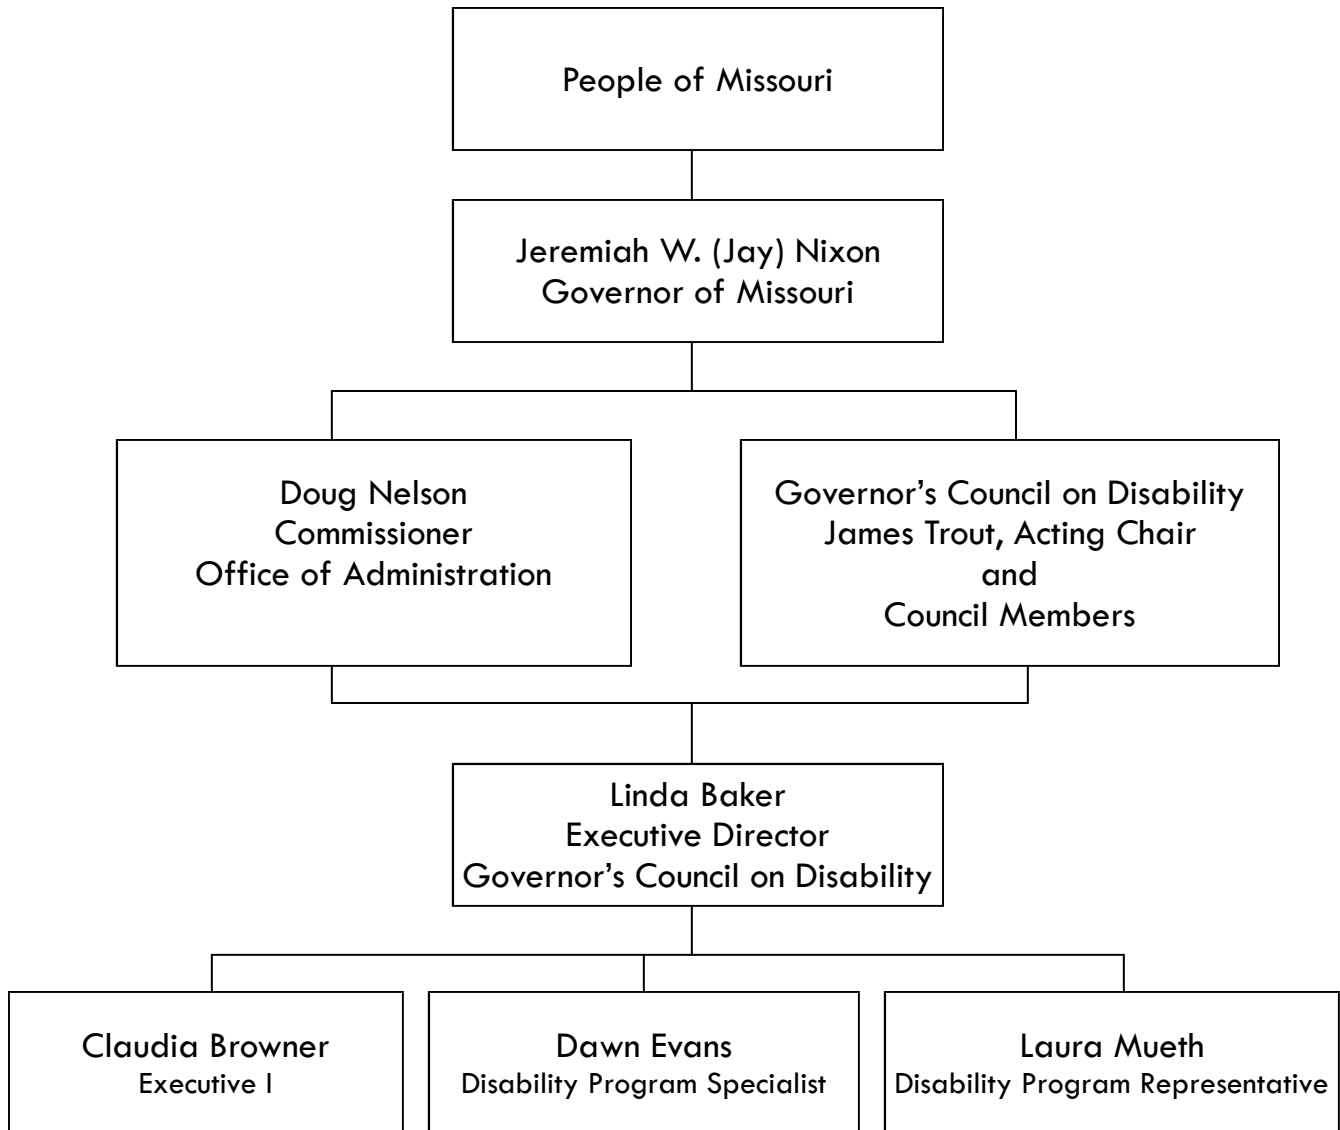 People of Missouri
Jeremiah W. (Jay) Nixon
Governor of Missouri
Doug Nelson
Commissioner
Office of Administration
Governor’s Council on Disability
James Trout, Acting Chair
and
Council Members
Linda Baker
Executive Director
Governor’s Council on Disability
Claudia Browner
Executive I
Dawn Evans
Disability Program Specialist
Laura Mueth
Disability Program Representative